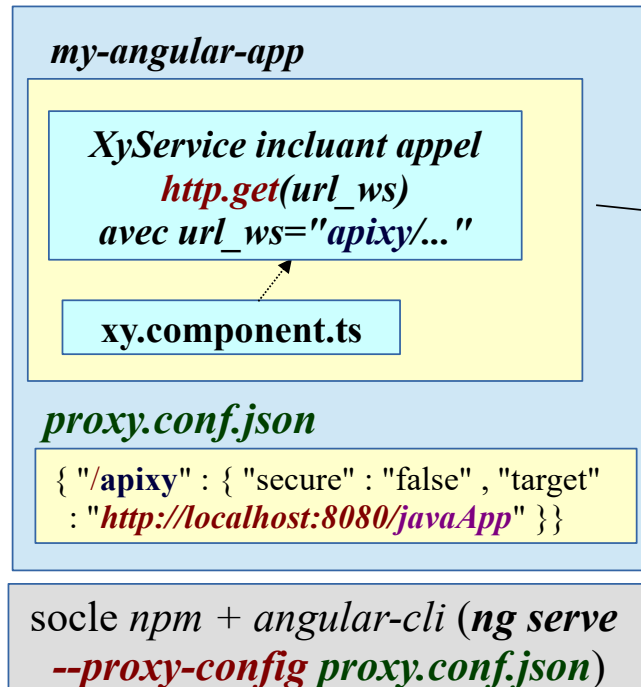 my-angular-app
XyService incluant appel
http.get(url_ws)
avec url_ws="apixy/..."
xy.component.ts
proxy.conf.json
{ "/apixy" : { "secure" : "false" , "target"
: "http://localhost:8080/javaApp" }}
socle npm + angular-cli (ng serve
--proxy-config proxy.conf.json)